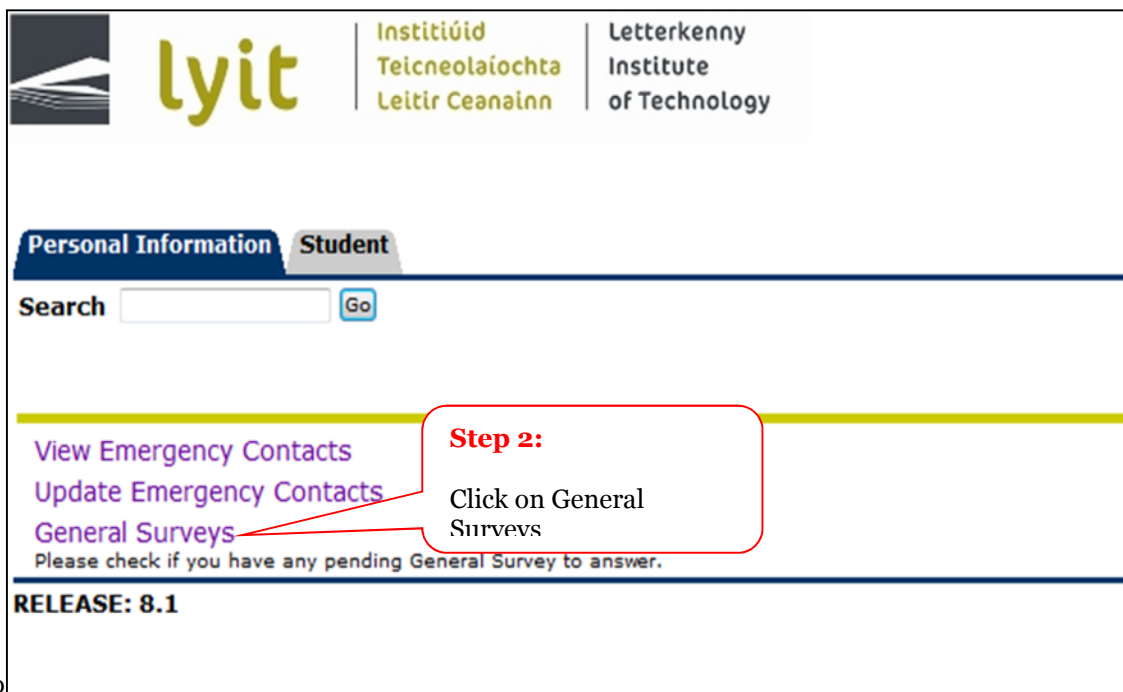 lyit
Institiúid
Teicneolaíochta
Leitir Ceanainn
Letterkenny
Institute
of Technology
Personal Information
Student
Search
Go
View Emergency Contacts
Update Emergency Contacts
General Surveys
Please check if you have any pending General Survey to answer.
Step 2:
Click on General
Surveys
RELEASE: 8.1